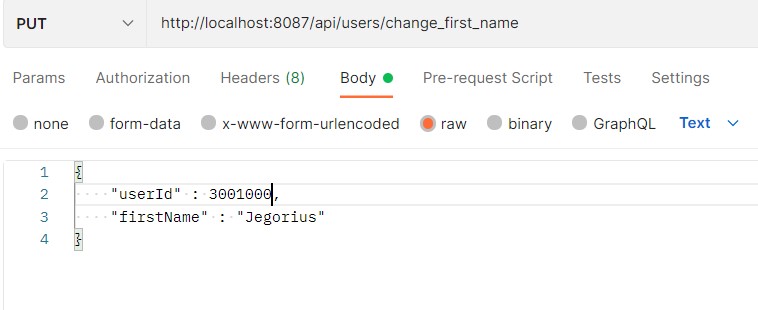 PUT http://localhost:8087/api/users/change_first_name
Params Authorization Headers (8) Body Pre-request Script Tests Settings
none form-data x-www-form-urlencoded raw binary GraphQL Text
1 {
2 "userId" : 3001000,
3 "firstName" : "Jegorius"
4 }